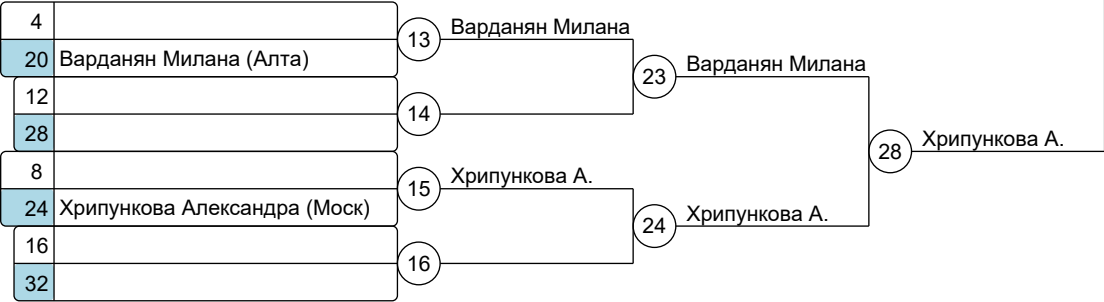 4
20 Варданян Милана (Алта)
12
28
8
24 Хрипункова Александра (Моск)
16
32
13
14
15
16
Варданян Милана
Хрипункова А.
23
24
Варданян Милана
Хрипункова А.
28
Хрипункова А.